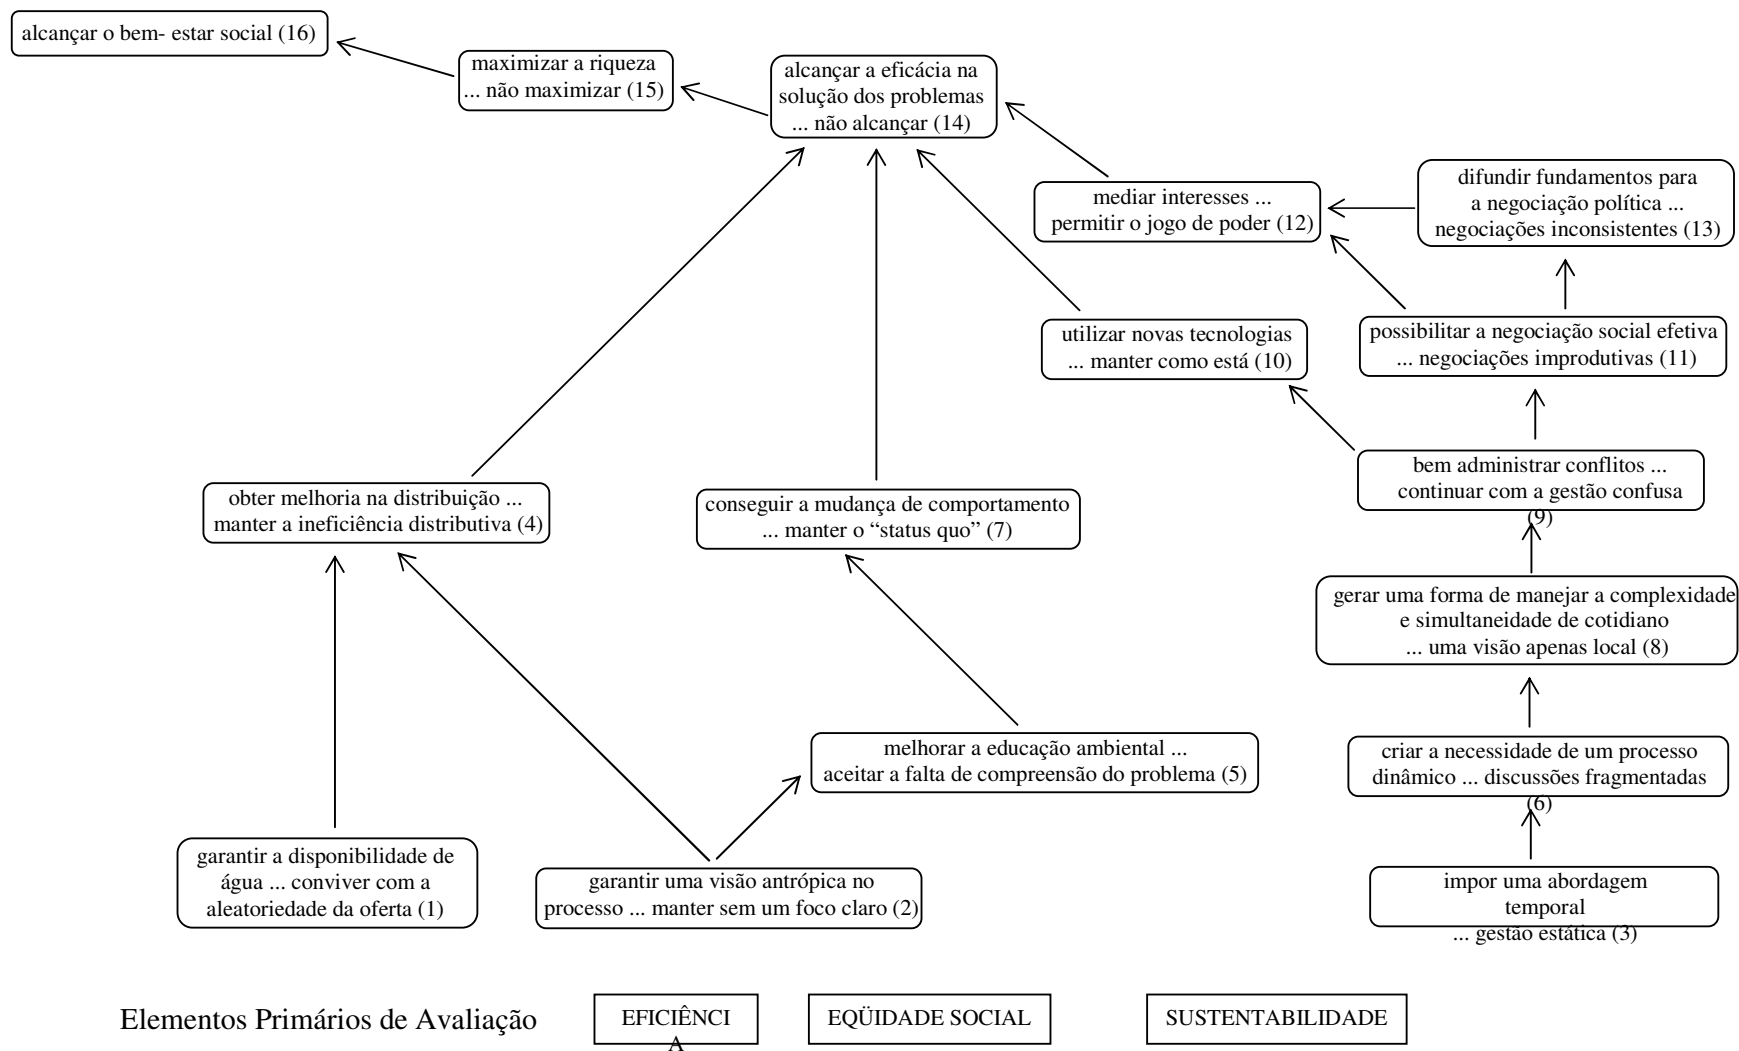 alcançar o bem- estar social (16)
maximizar a riqueza
... não maximizar (15)
alcançar a eficácia na
solução dos problemas
... não alcançar (14)
mediar interesses ...
permitir o jogo de poder (12)
difundir fundamentos para
a negociação política ...
negociações inconsistentes (13)
utilizar novas tecnologias
... manter como está (10)
possibilitar a negociação social efetiva
... negociações improdutivas (11)
bem administrar conflitos ...
continuar com a gestão confusa
(9)
obter melhoria na distribuição ...
manter a ineficiência distributiva (4)
conseguir a mudança de comportamento
... manter o “status quo” (7)
gerar uma forma de manejar a complexidade
e simultaneidade de cotidiano
... uma visão apenas local (8)
melhorar a educação ambiental ...
aceitar a falta de compreensão do problema (5)
criar a necessidade de um processo
dinâmico ... discussões fragmentadas
(6)
garantir a disponibilidade de
água ... conviver com a
aleatoriedade da oferta (1)
garantir uma visão antrópica no
processo ... manter sem um foco claro (2)
impor uma abordagem
temporal
... gestão estática (3)
Elementos Primários de Avaliação
EFICIÊNCI
A
EQÜIDADE SOCIAL
SUSTENTABILIDADE